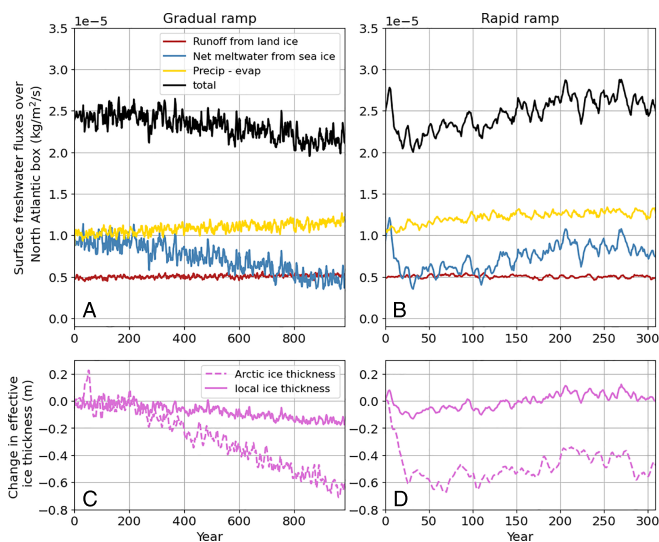 Gradual ramp
Rapid ramp
1e−5
1e−5
3.5
3.0
2.5
2.0
1.5
1.0
0.5
0.0
Surface freshwater fluxes over
North Atlantic box (kg/m²/s)
Runoff from land ice
Net meltwater from sea ice
Precip - evap
total
A
0 200 400 600 800
3.5
3.0
2.5
2.0
1.5
1.0
0.5
0.0
B
0 50 100 150 200 250 300
0.2
0.0
−0.2
−0.4
−0.6
−0.8
Change in effective
ice thickness (m)
Arctic ice thickness
local ice thickness
C
0 200 400 600 800
Year
0.2
0.0
−0.2
−0.4
−0.6
−0.8
D
0 50 100 150 200 250 300
Year